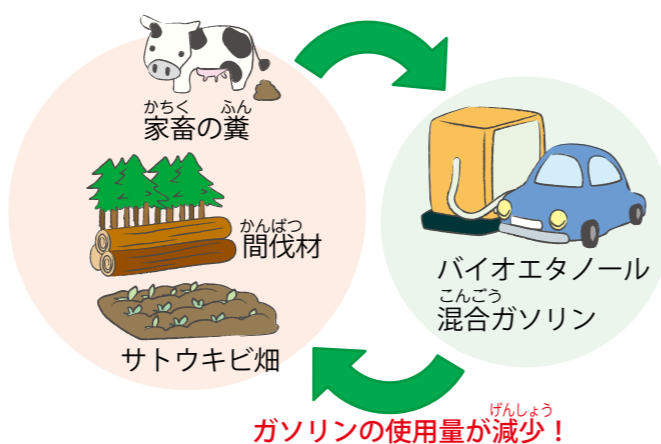 かちく ふん
家畜の糞
かんばつ
間伐材
サトウキビ畑
バイオエタノール
こんごう
混合ガソリン
げんしょう
ガソリンの使用量が減少！